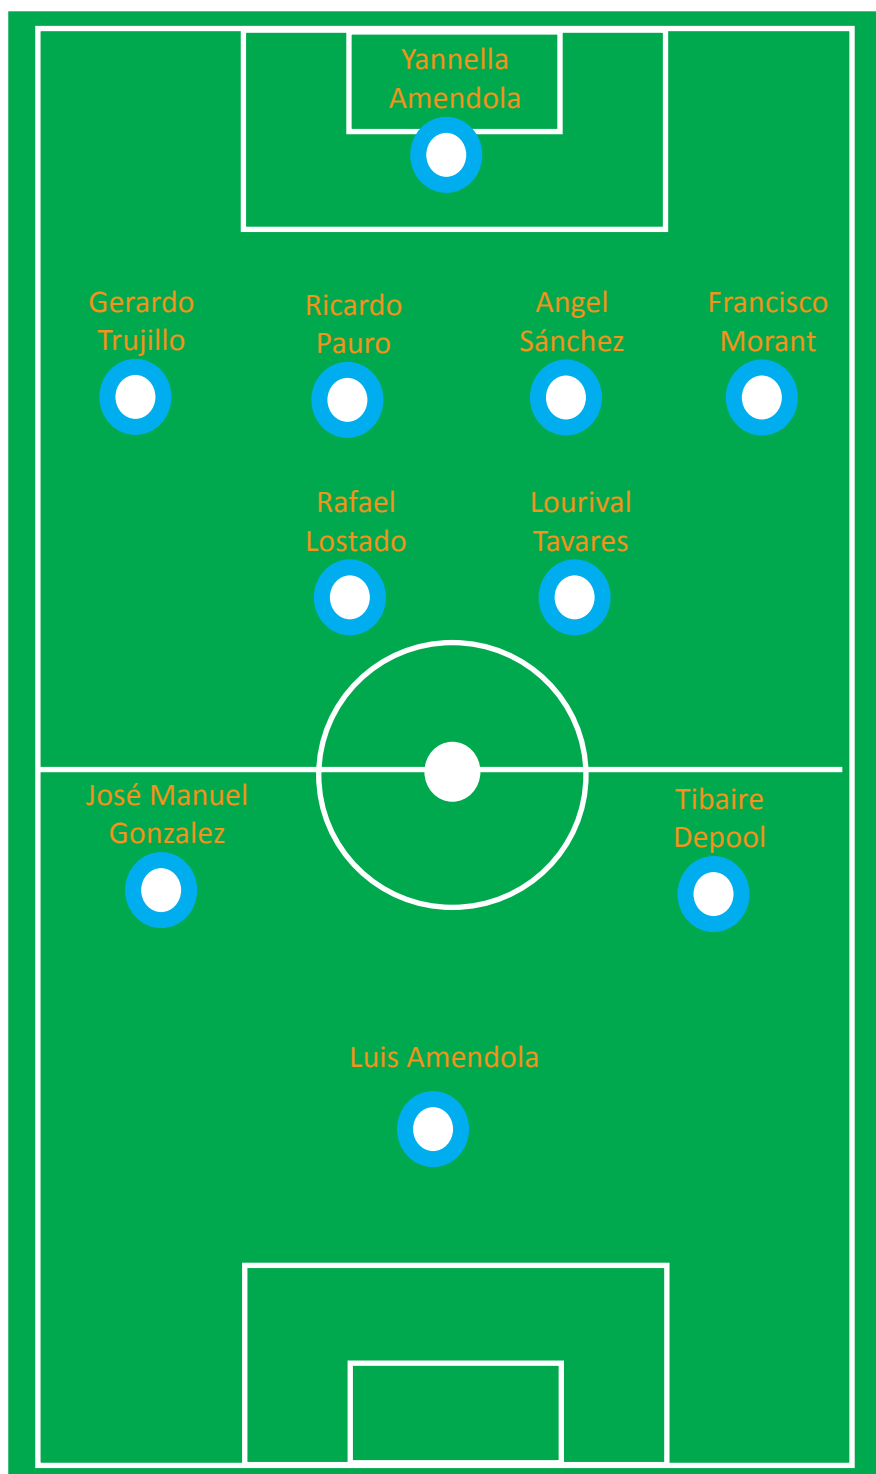 Yannella
Amendola
Gerardo
Trujillo
Ricardo
Pauro
Angel
Sánchez
Francisco
Morant
Rafael
Lostado
Lourival
Tavares
José Manuel
Gonzalez
Tibaire
Depool
Luis Amendola